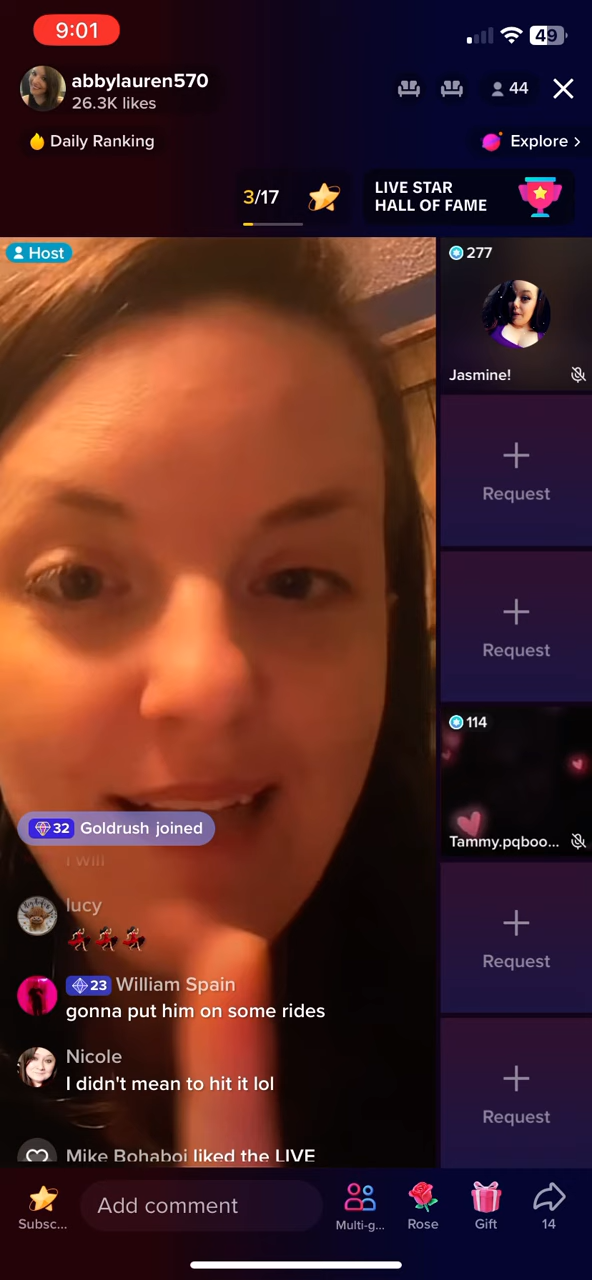 9:01
49
abbylauren570
26.3K likes
44
Daily Ranking
Explore >
3/17
LIVE STAR
HALL OF FAME
Host
277
Jasmine!
Request
Request
114
Tammy.pqboo...
32 Goldrush joined
I will
lucy
23 William Spain
gonna put him on some rides
Request
Nicole
I didn't mean to hit it lol
Request
Mike Bohaboi liked the LIVE
Subsc...
Add comment
Multi-g...
Rose
Gift
14